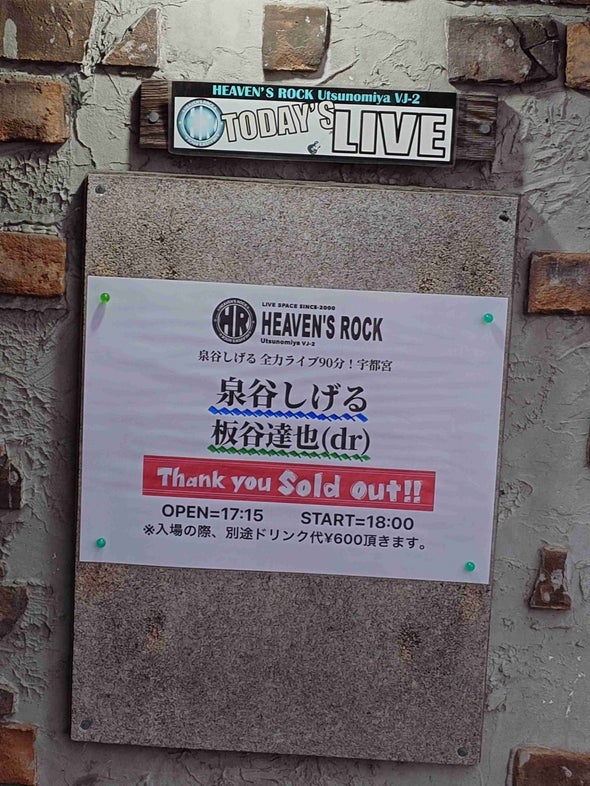 HEAVEN'S ROCK Utsunomiya VJ-2
TODAY'S LIVE
LIVE SPACE SINCE-2000
HR HEAVEN'S ROCK
Utsunomiya VJ-2
泉谷しげる 全力ライブ90分！宇都宮
泉谷しげる
板谷達也(dr)
Thank you Sold out!!
OPEN=17:15 START=18:00
※入場の際、別途ドリンク代¥600頂きます。